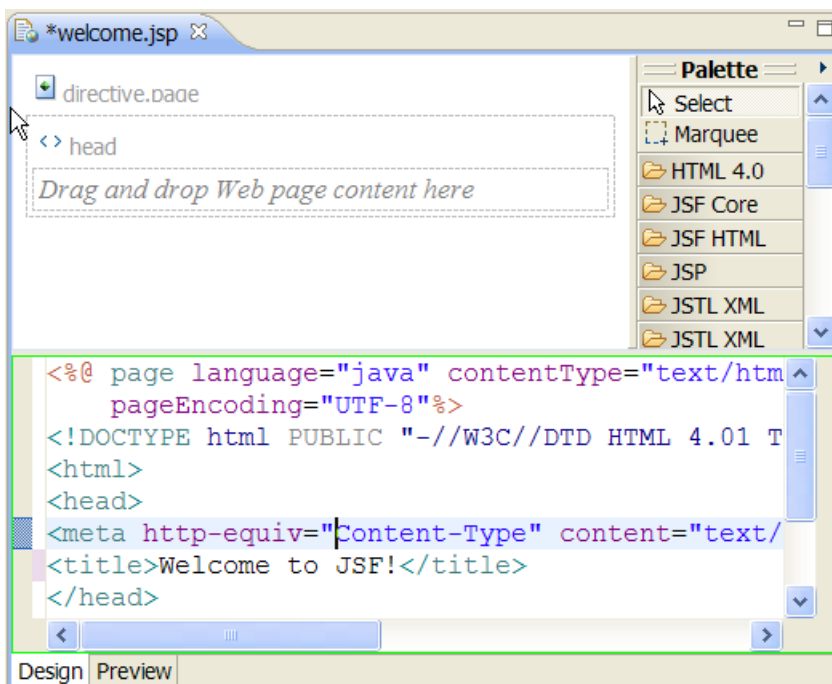 *welcome.jsp
directive.page
head
Drag and drop Web page content here
Palette
Select
Marquee
HTML 4.0
JSF Core
JSF HTML
JSP
JSTL XML
JSTL XML
<%@ page language="java" contentType="text/htm
pageEncoding="UTF-8"%>
<!DOCTYPE html PUBLIC "-//W3C//DTD HTML 4.01 T
<html>
<head>
<meta http-equiv="Content-Type" content="text/
<title>Welcome to JSF!</title>
</head>
Design Preview